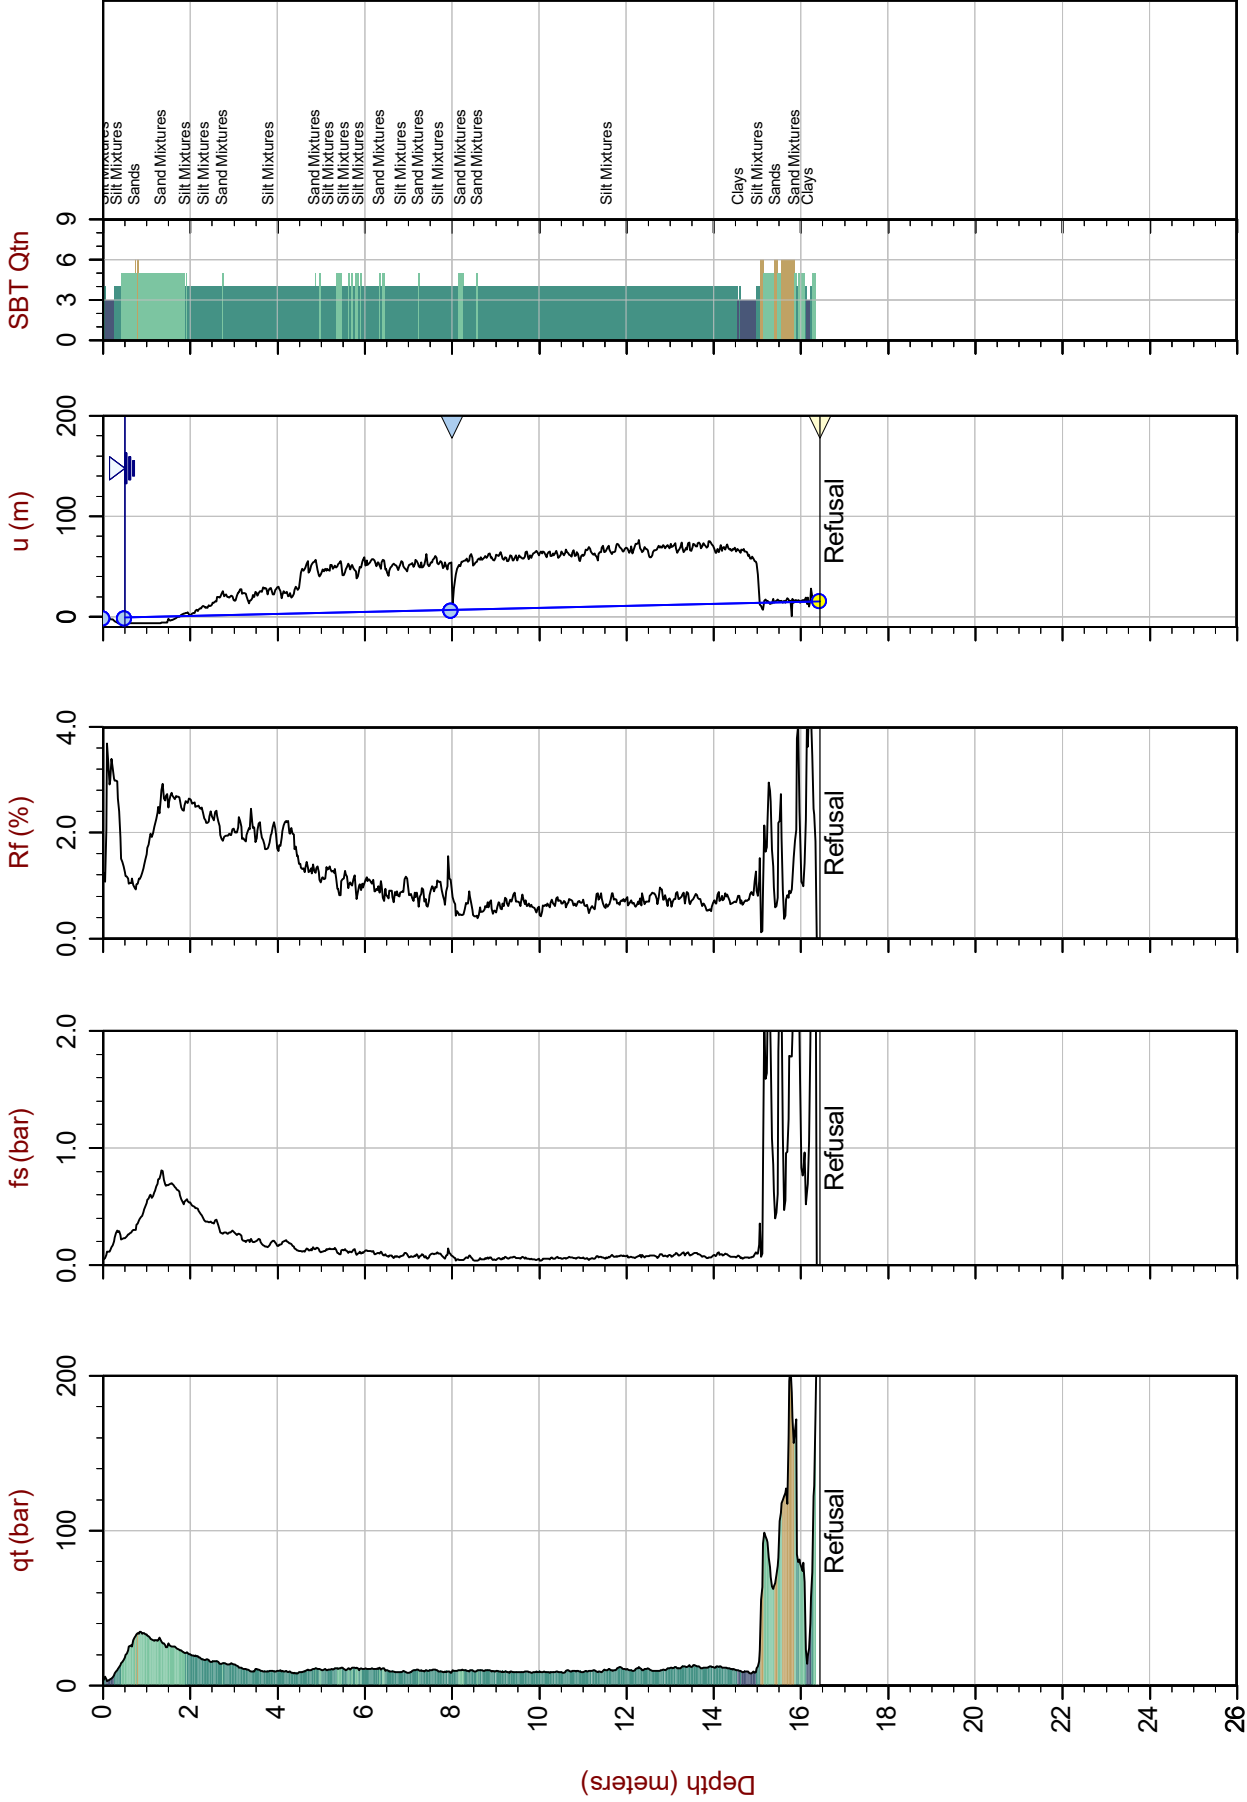 qt (bar)
fs (bar)
Rf (%)
u (m)
SBT Qtn
0
100
200
0.0
1.0
2.0
0.0
2.0
4.0
0
100
200
0
3
6
9
Depth (meters)
0
2
4
6
8
10
12
14
16
18
20
22
24
26
Refusal
Refusal
Refusal
Refusal
Silt Mixtures
Silt Mixtures
Sands
Sand Mixtures
Silt Mixtures
Silt Mixtures
Sand Mixtures
Silt Mixtures
Sand Mixtures
Silt Mixtures
Silt Mixtures
Silt Mixtures
Sand Mixtures
Silt Mixtures
Sand Mixtures
Silt Mixtures
Sand Mixtures
Sand Mixtures
Silt Mixtures
Clays
Silt Mixtures
Sands
Sand Mixtures
Clays